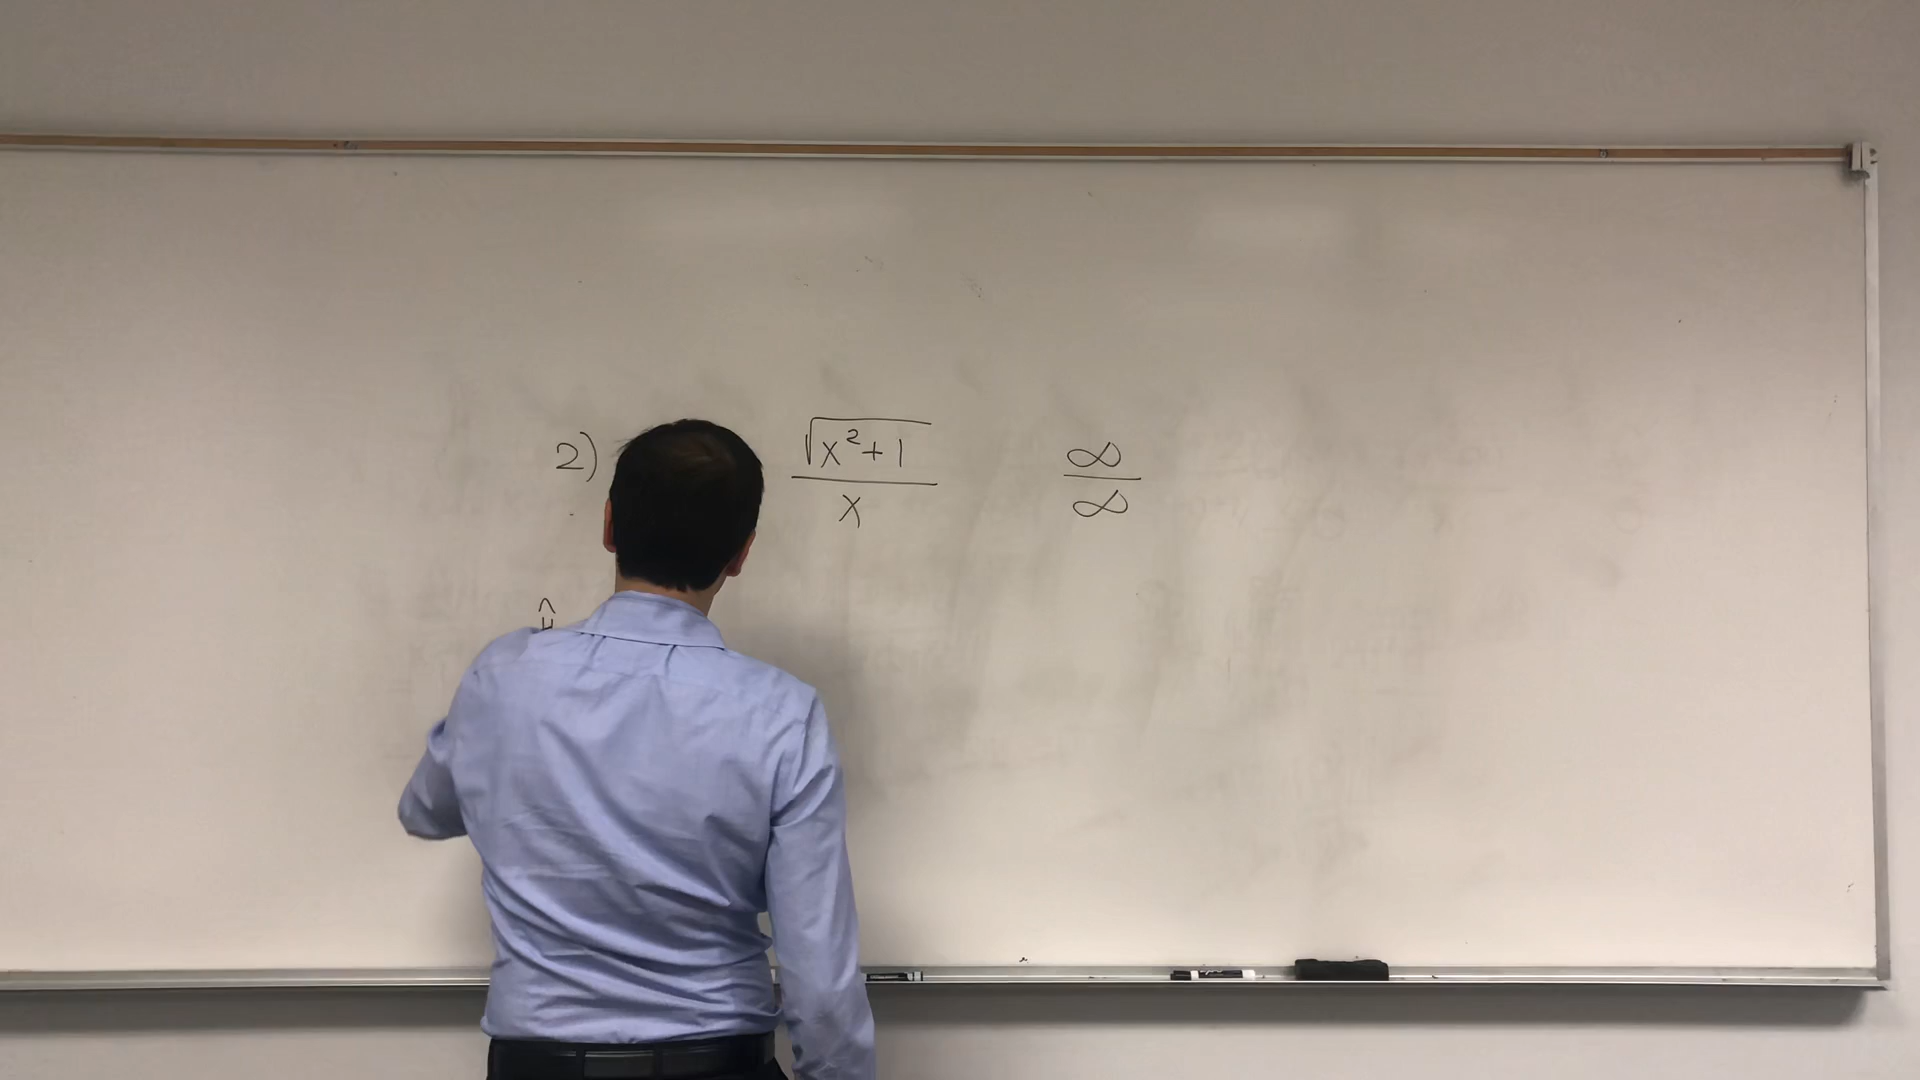 2) √(x²+1)/x ∞/∞